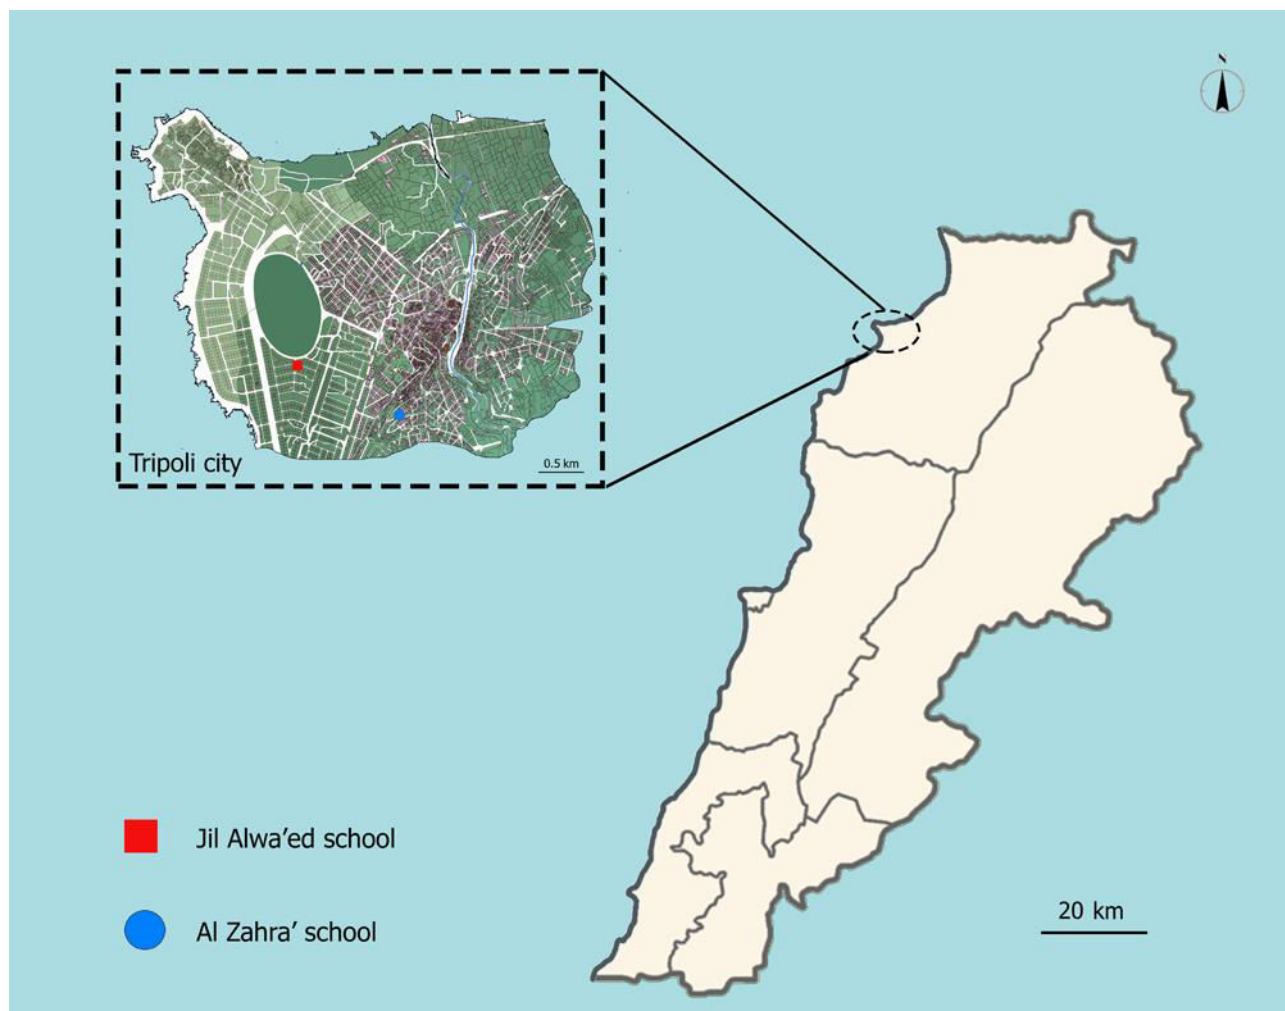 N
Tripoli city
0.5 km
Jil Alwa’ed school
Al Zahra’ school
20 km